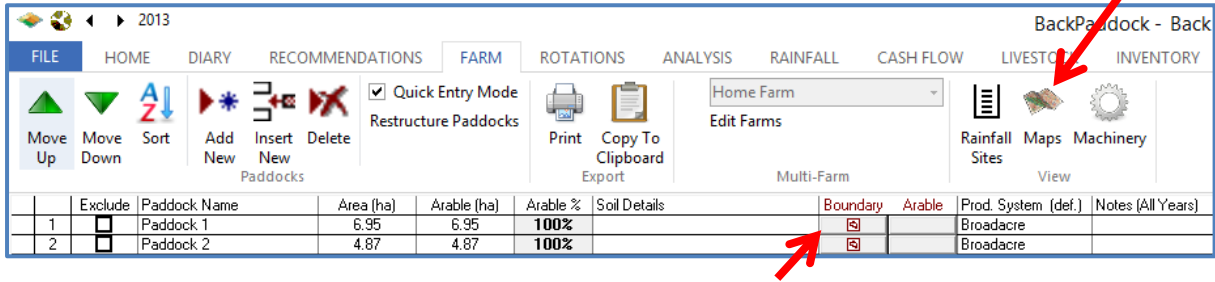 2013
BackPaddock - Back
FILE HOME DIARY RECOMMENDATIONS FARM ROTATIONS ANALYSIS RAINFALL CASH FLOW LIVESTOCK INVENTORY
Move Up
Move Down
Sort
Add New
Insert New
Delete
Paddocks
Quick Entry Mode
Restructure Paddocks
Print
Copy To Clipboard
Export
Home Farm
Edit Farms
Multi-Farm
Rainfall Sites
Maps
Machinery
View
Exclude Paddock Name Area (ha) Arable (ha) Arable % Soil Details Boundary Arable Prod. System (def.) Notes (All Years)
1 Paddock 1 6.95 6.95 100% Broadacre
2 Paddock 2 4.87 4.87 100% Broadacre